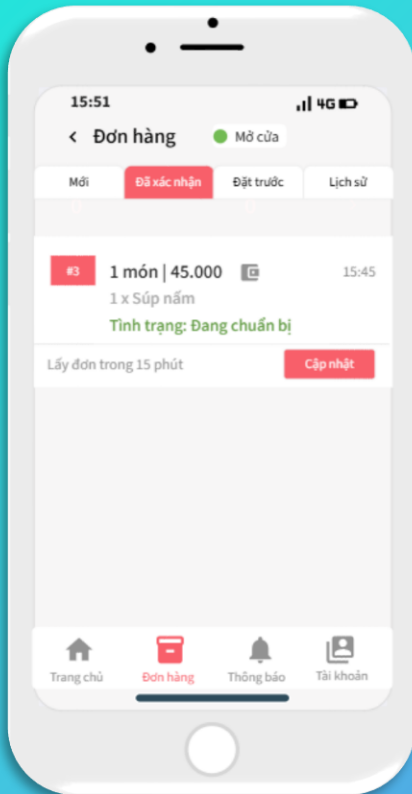 15:51 4G
< Đơn hàng Mở cửa
Mới Đã xác nhận Đặt trước Lịch sử
#3 1 món | 45.000 15:45
1 x Súp nấm
Tình trạng: Đang chuẩn bị
Lấy đơn trong 15 phút Cập nhật
Trang chủ Đơn hàng Thông báo Tài khoản